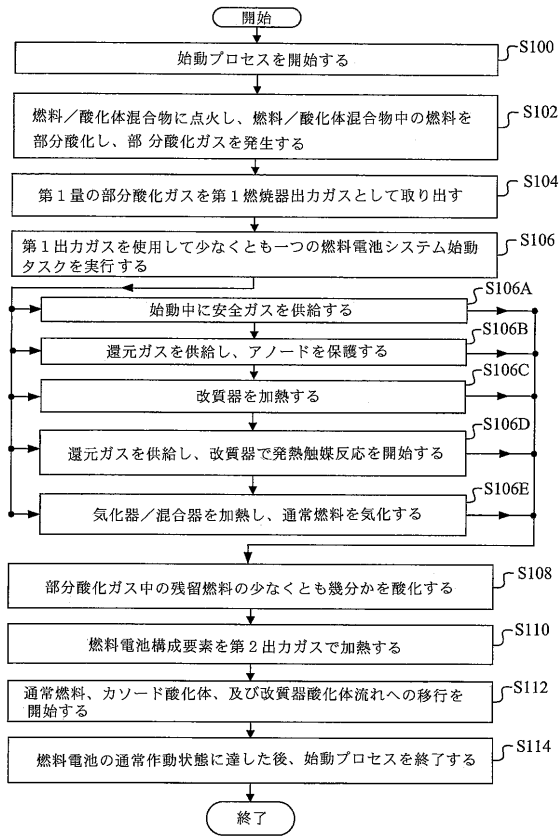 開始
始動プロセスを開始する
S100
燃料／酸化体混合物に点火し、燃料／酸化体混合物中の燃料を
部分酸化し、部 分酸化ガスを発生する
S102
第１量の部分酸化ガスを第１燃焼器出力ガスとして取り出す
S104
第１出力ガスを使用して少なくとも一つの燃料電池システム始動
タスクを実行する
S106
始動中に安全ガスを供給する
S106A
還元ガスを供給し、アノードを保護する
S106B
改質器を加熱する
S106C
還元ガスを供給し、改質器で発熱触媒反応を開始する
S106D
気化器／混合器を加熱し、通常燃料を気化する
S106E
部分酸化ガス中の残留燃料の少なくとも幾分かを酸化する
S108
燃料電池構成要素を第２出力ガスで加熱する
S110
通常燃料、カソード酸化体、及び改質器酸化体流れへの移行を
開始する
S112
燃料電池の通常作動状態に達した後、始動プロセスを終了する
S114
終了